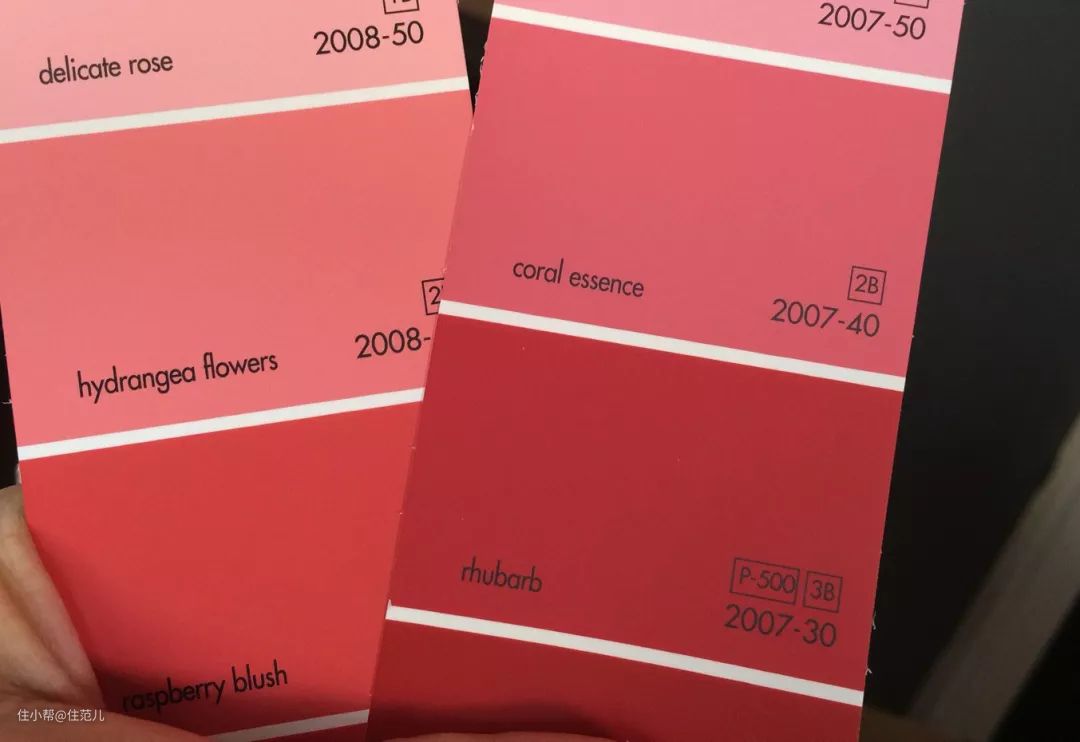 2008-50
delicate rose
2008-
hydrangea flowers
raspberry blush
2007-50
coral essence
2B
2007-40
rhubarb
P-500 3B
2007-30
住小帮@住范儿